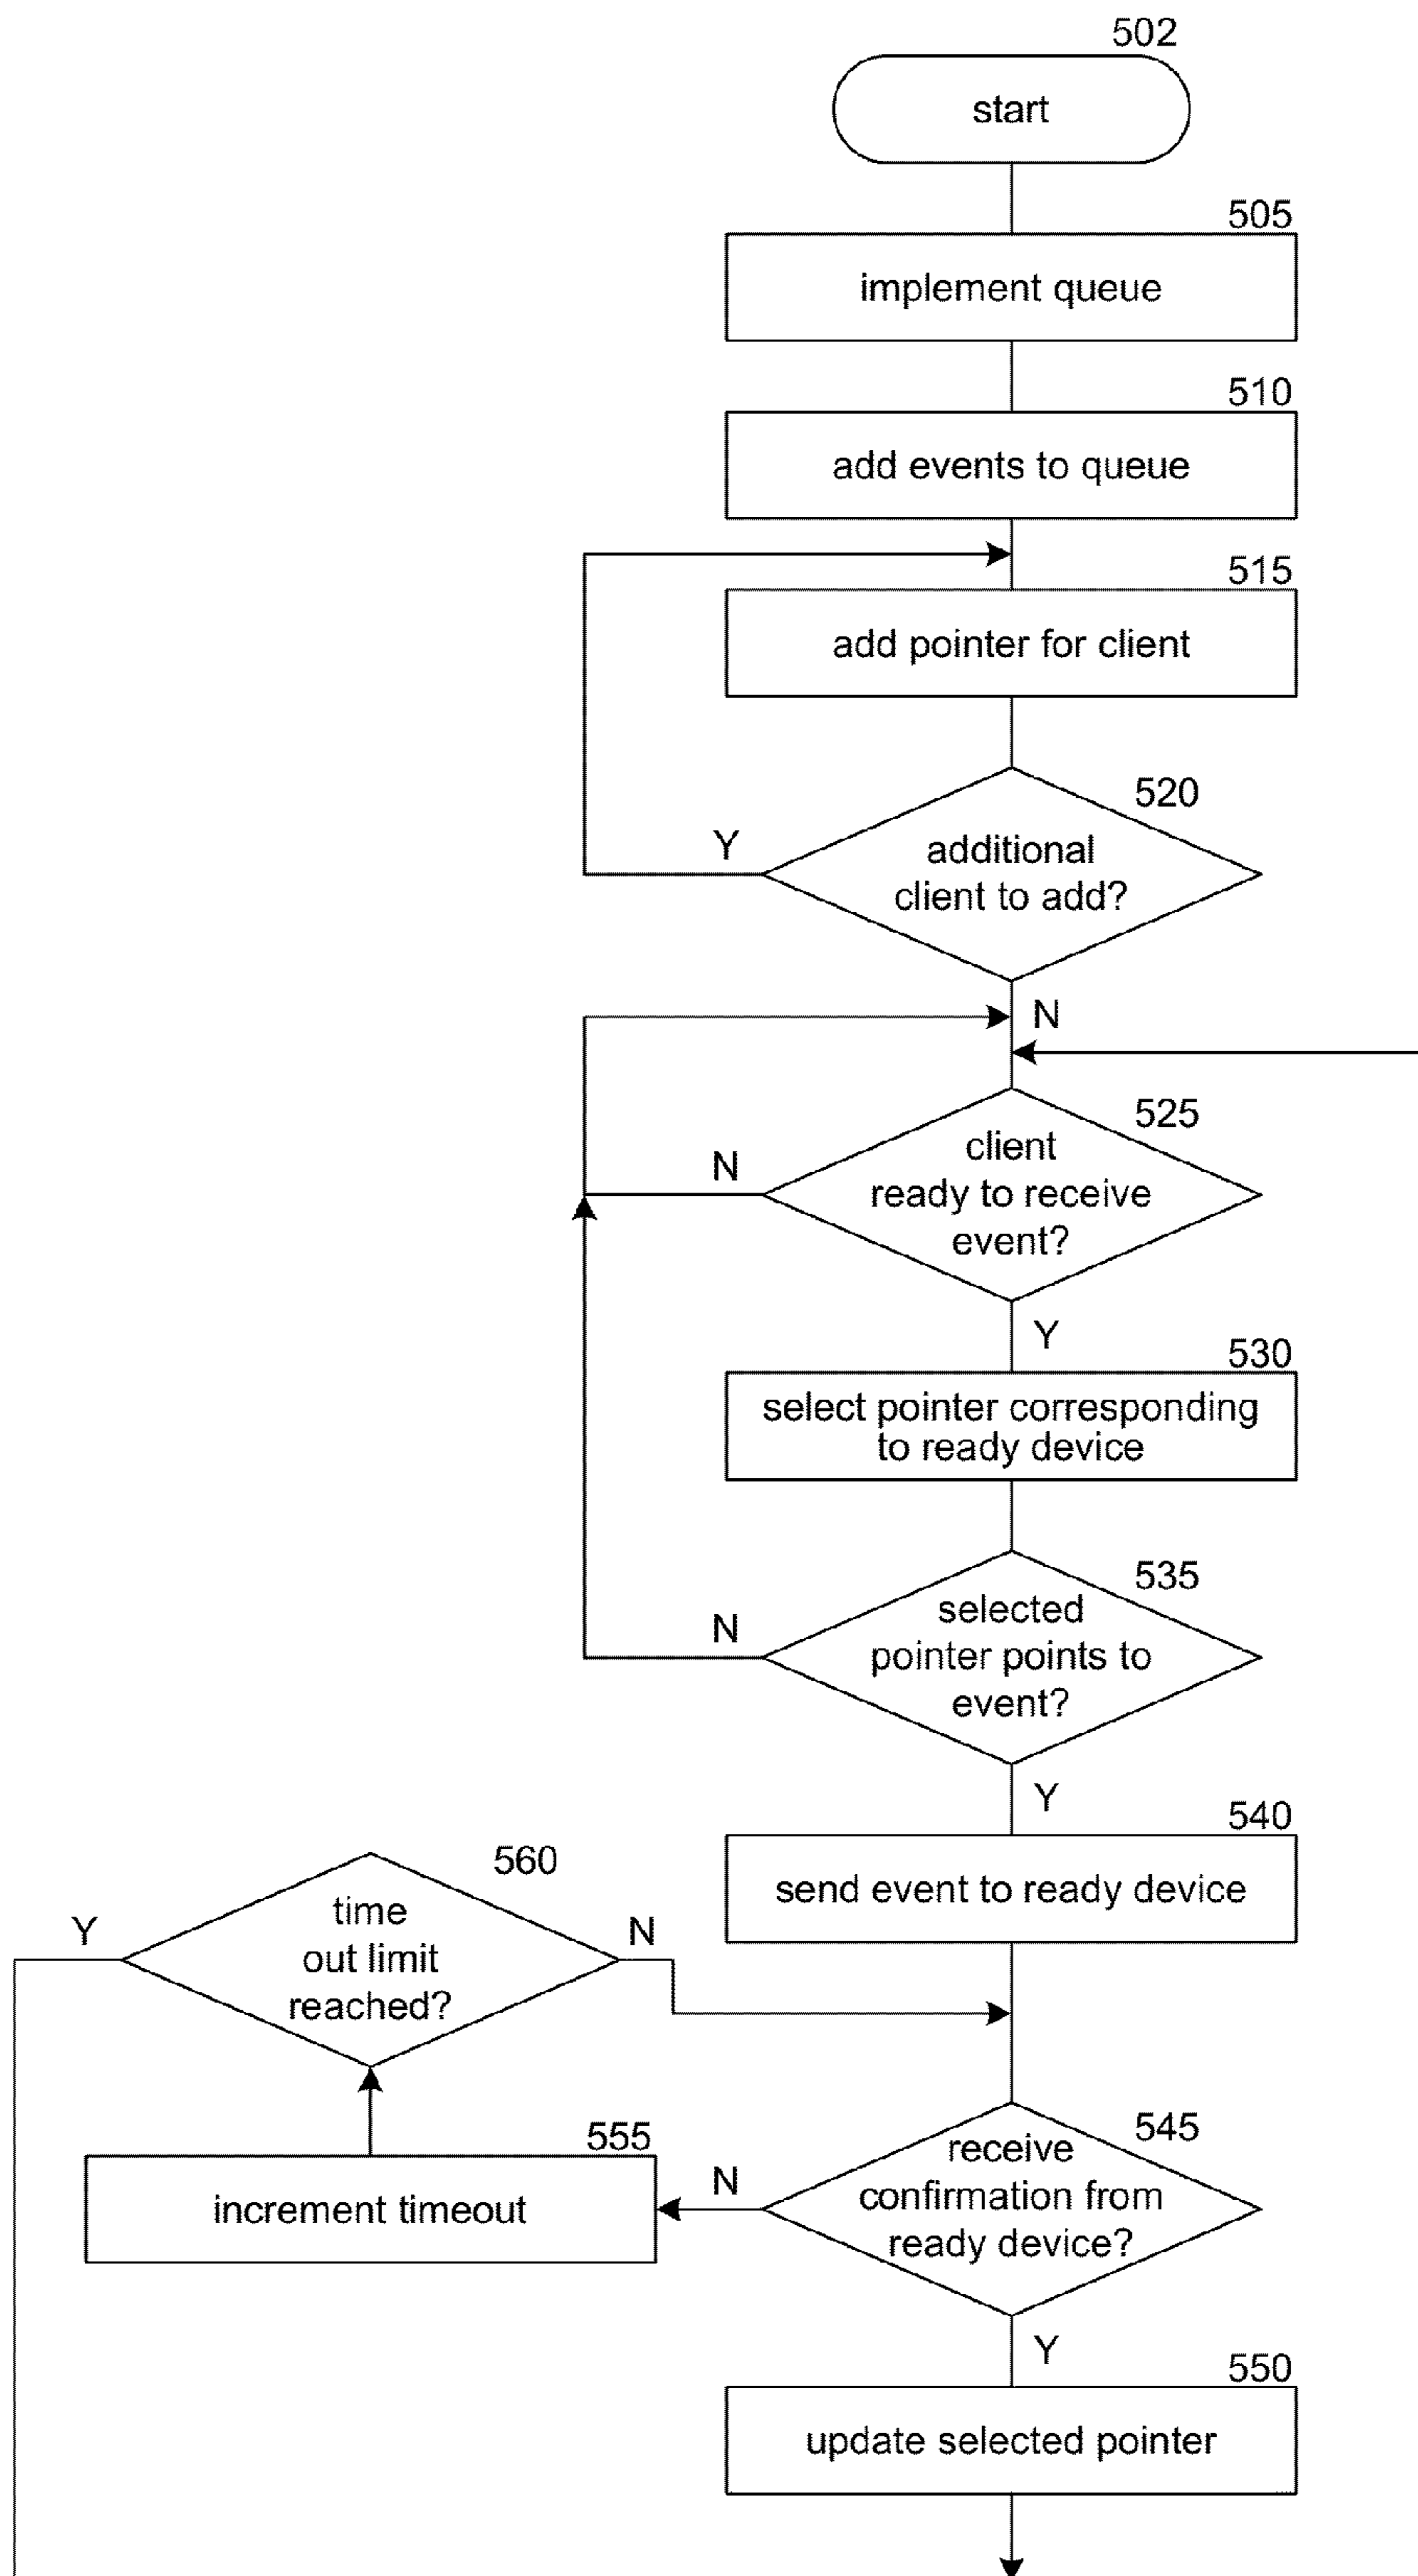 502
start
505
implement queue
510
add events to queue
515
add pointer for client
520
additional
client to add?
Y
N
525
client
ready to receive
event?
N
Y
530
select pointer corresponding
to ready device
535
selected
pointer points to
event?
N
Y
540
send event to ready device
560
time
out limit
reached?
Y
N
545
receive
confirmation from
ready device?
N
555
increment timeout
Y
550
update selected pointer